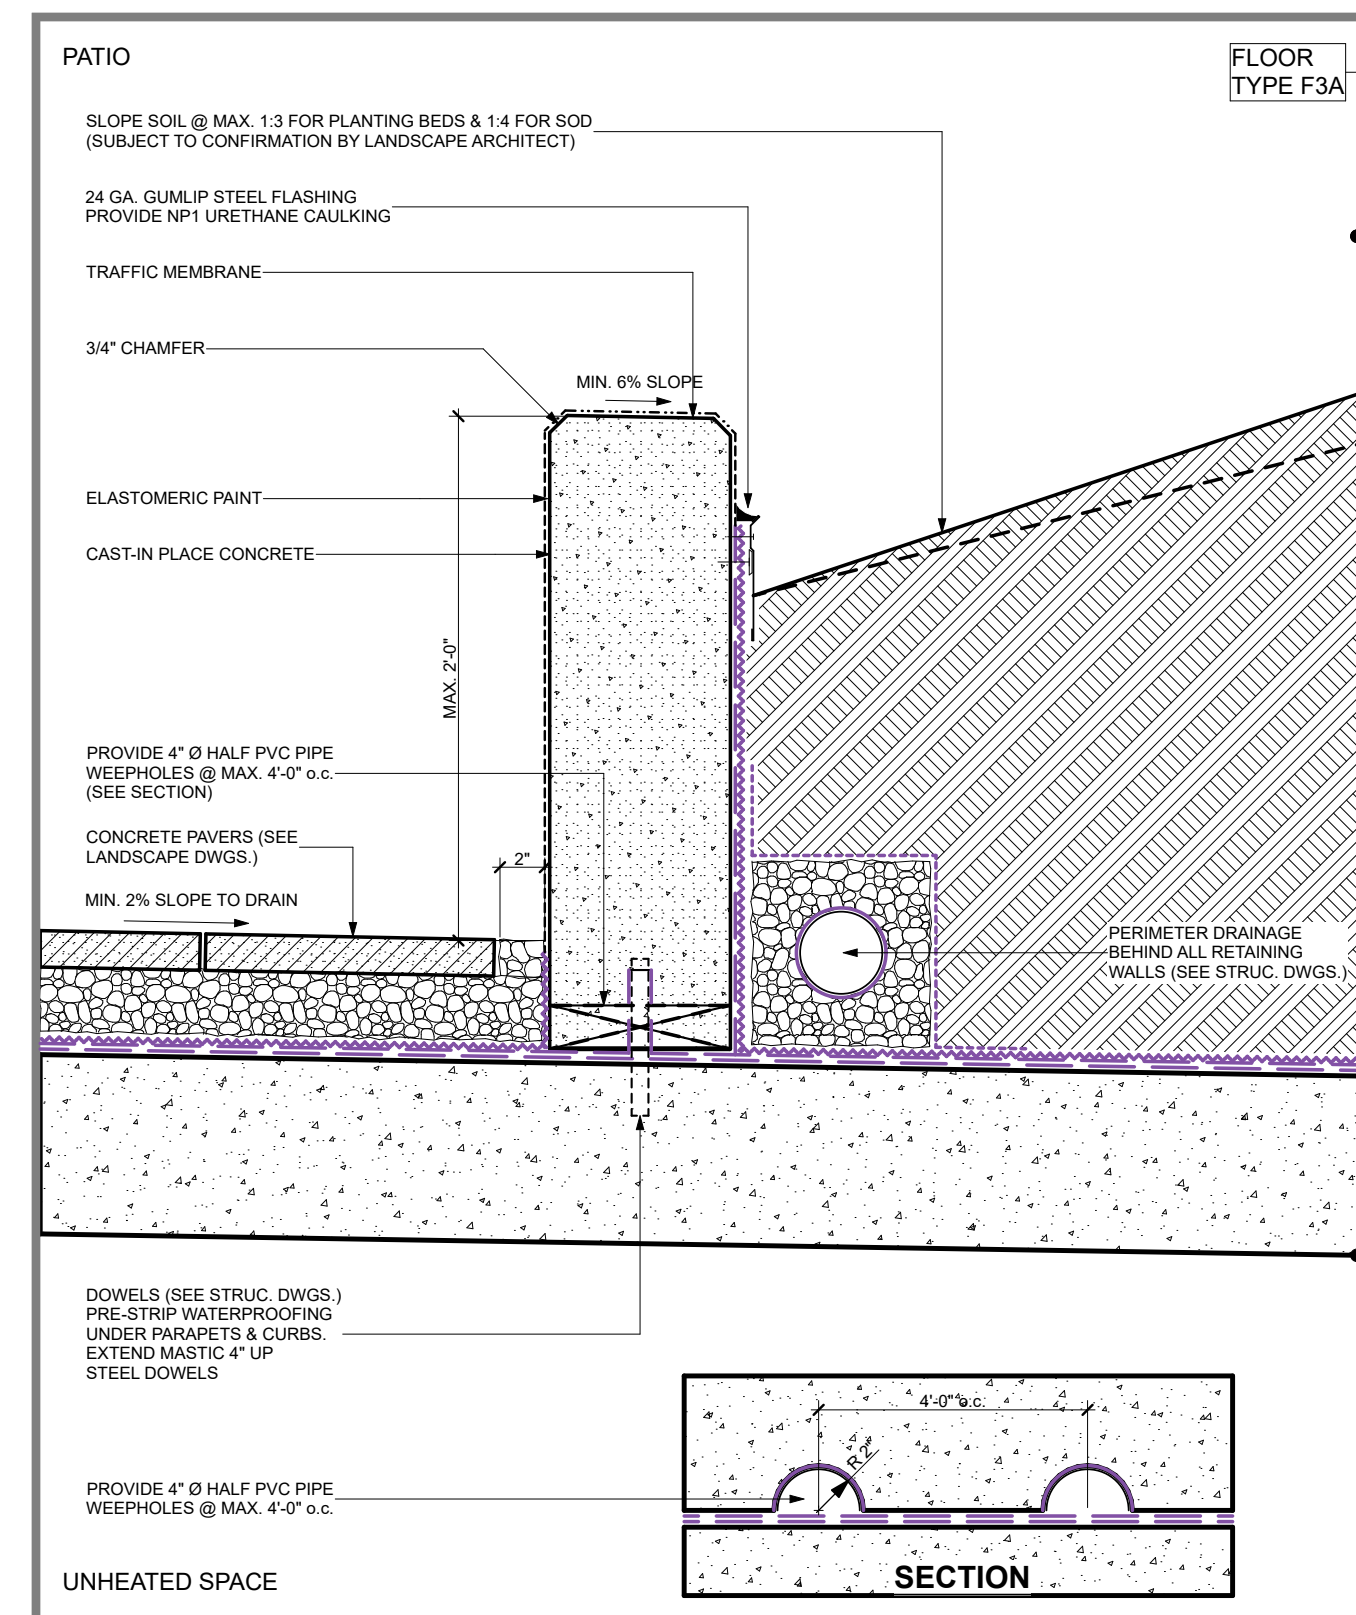 PATIO
FLOOR
TYPE F3A
SLOPE SOIL @ MAX. 1:3 FOR PLANTING BEDS & 1:4 FOR SOD
(SUBJECT TO CONFIRMATION BY LANDSCAPE ARCHITECT)
24 GA. GUMLIP STEEL FLASHING
PROVIDE NP1 URETHANE CAULKING
TRAFFIC MEMBRANE
3/4" CHAMFER
MIN. 6% SLOPE
ELASTOMERIC PAINT
CAST-IN PLACE CONCRETE
MAX. 2'-0"
PROVIDE 4" Ø HALF PVC PIPE
WEEPHOLES @ MAX. 4'-0" o.c.
(SEE SECTION)
CONCRETE PAVERS (SEE
LANDSCAPE DWGS.)
2"
MIN. 2% SLOPE TO DRAIN
PERIMETER DRAINAGE
BEHIND ALL RETAINING
WALLS (SEE STRUC. DWGS.)
DOWELS (SEE STRUC. DWGS.)
PRE-STRIP WATERPROOFING
UNDER PARAPETS & CURBS.
EXTEND MASTIC 4" UP
STEEL DOWELS
4'-0" o.c.
R 2"
PROVIDE 4" Ø HALF PVC PIPE
WEEPHOLES @ MAX. 4'-0" o.c.
SECTION
UNHEATED SPACE